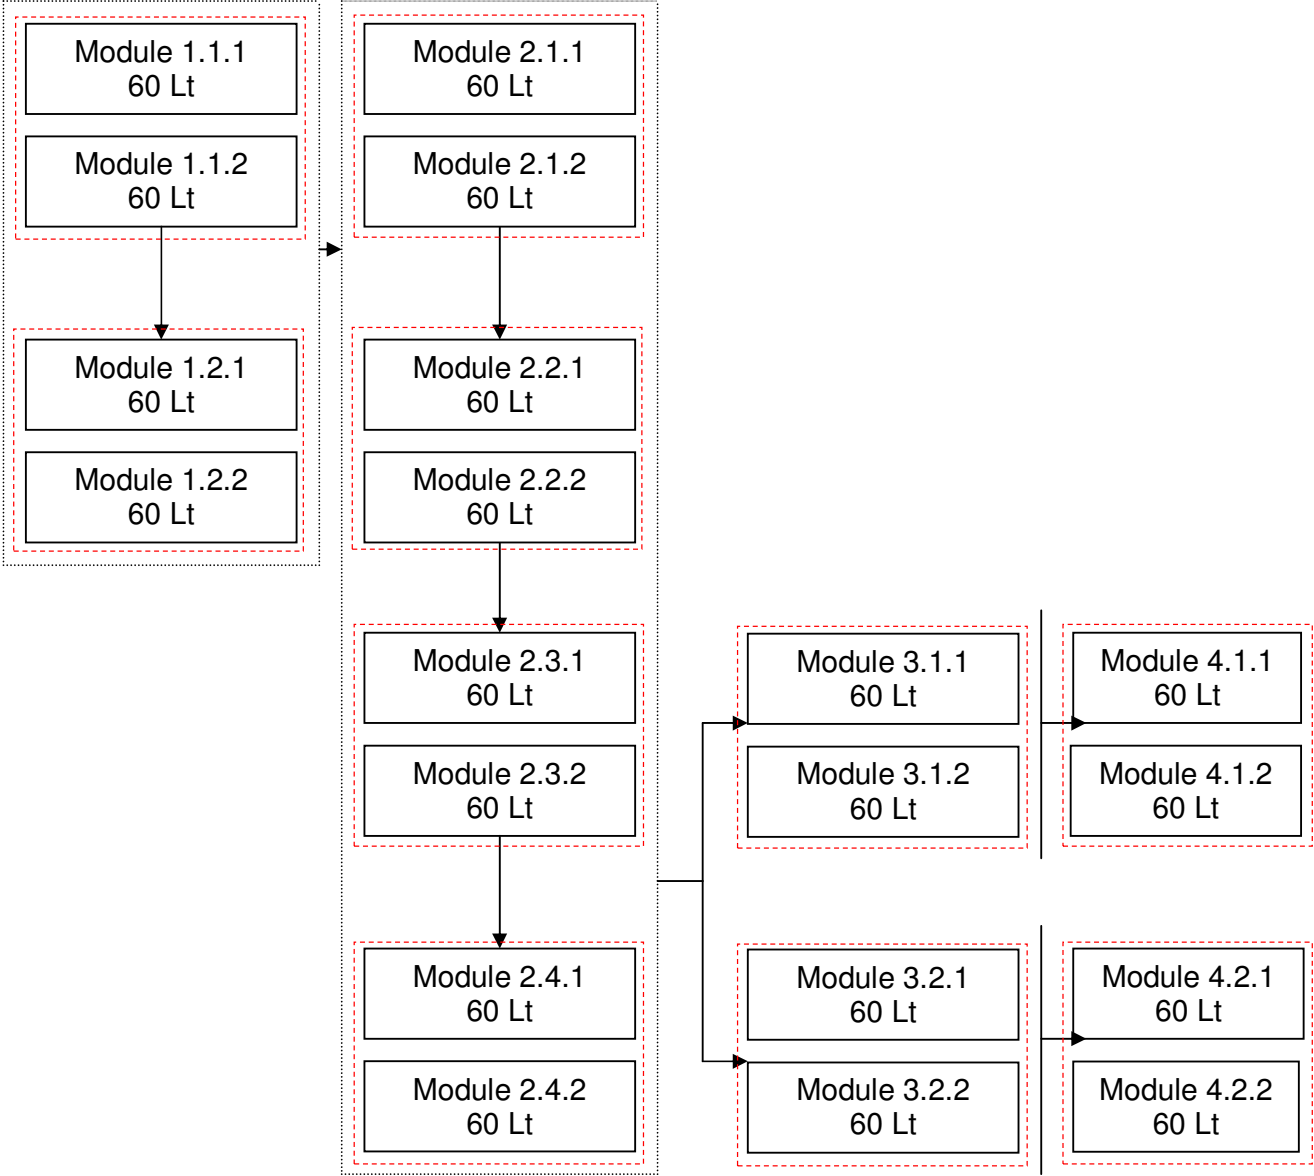 Module 1.1.1
60 Lt
Module 1.1.2
60 Lt
Module 1.2.1
60 Lt
Module 1.2.2
60 Lt
Module 2.1.1
60 Lt
Module 2.1.2
60 Lt
Module 2.2.1
60 Lt
Module 2.2.2
60 Lt
Module 2.3.1
60 Lt
Module 2.3.2
60 Lt
Module 2.4.1
60 Lt
Module 2.4.2
60 Lt
Module 3.1.1
60 Lt
Module 3.1.2
60 Lt
Module 3.2.1
60 Lt
Module 3.2.2
60 Lt
Module 4.1.1
60 Lt
Module 4.1.2
60 Lt
Module 4.2.1
60 Lt
Module 4.2.2
60 Lt